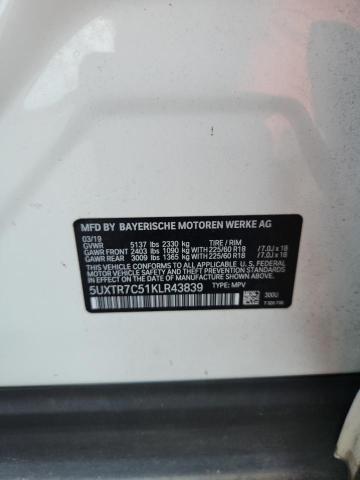 MFD BY BAYERISCHE MOTOREN WERKE AG
03/19
GVWR 5137 lbs 2330 kg TIRE / RIM
GAWR FRONT 2403 lbs 1090 kg WITH 225/60 R18 / 7.0J x 18
GAWR REAR 3009 lbs 1365 kg WITH 225/60 R18 / 7.0J x 18
THIS VEHICLE CONFORMS TO ALL APPLICABLE U.S. FEDERAL
MOTOR VEHICLE SAFETY STANDARDS IN EFFECT ON THE
DATE OF MANUFACTURE SHOWN ABOVE.
5UXTR7C51KLR43839 TYPE: MPV 300U